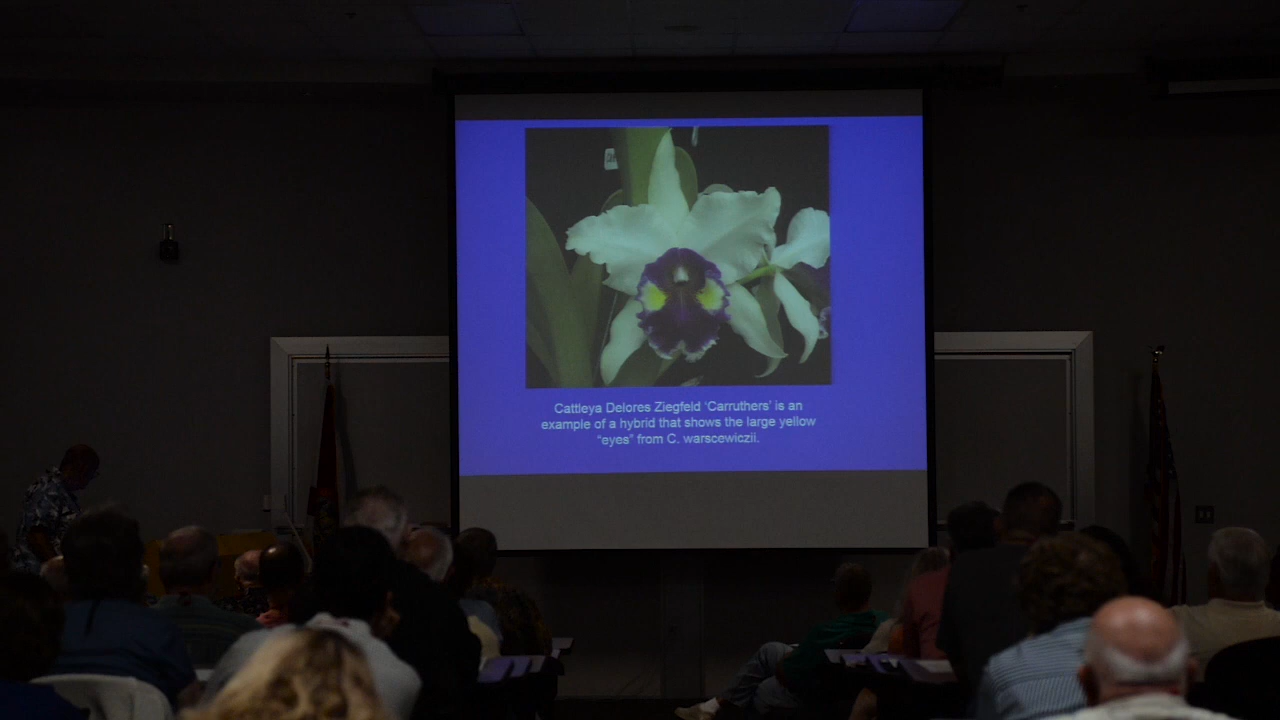 Cattleya Delores Ziegfeld ‘Carruthers’ is an
example of a hybrid that shows the large yellow
“eyes” from C. warscewiczii.